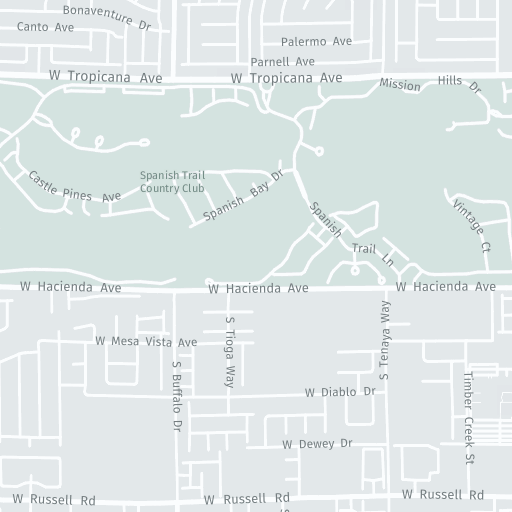 Bonaventure Dr
Canto Ave
Palermo Ave
Parnell Ave
W Tropicana Ave
W Tropicana Ave
Mission Hills Dr
Spanish Trail
Country Club
Castle Pines Ave
Spanish Bay Dr
Spanish Trail Ln
Vintage Ct
W Hacienda Ave
W Hacienda Ave
W Hacienda Ave
W Mesa Vista Ave
S Tioga Way
S Tenaya Way
S Buffalo Dr
W Diablo Dr
Timber Creek St
W Dewey Dr
W Russell Rd
W Russell Rd
W Russell Rd